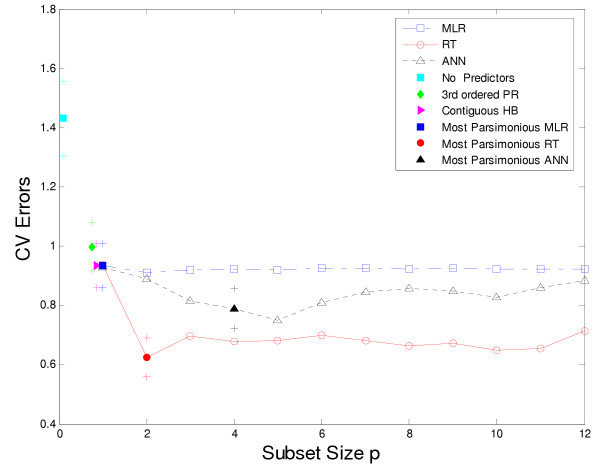 1.8
1.6
1.4
1.2
1
0.8
0.6
0.4
CV Errors
0 2 4 6 8 10 12
Subset Size p
MLR
RT
ANN
No Predictors
3rd ordered PR
Contiguous HB
Most Parsimonious MLR
Most Parsimonious RT
Most Parsimonious ANN